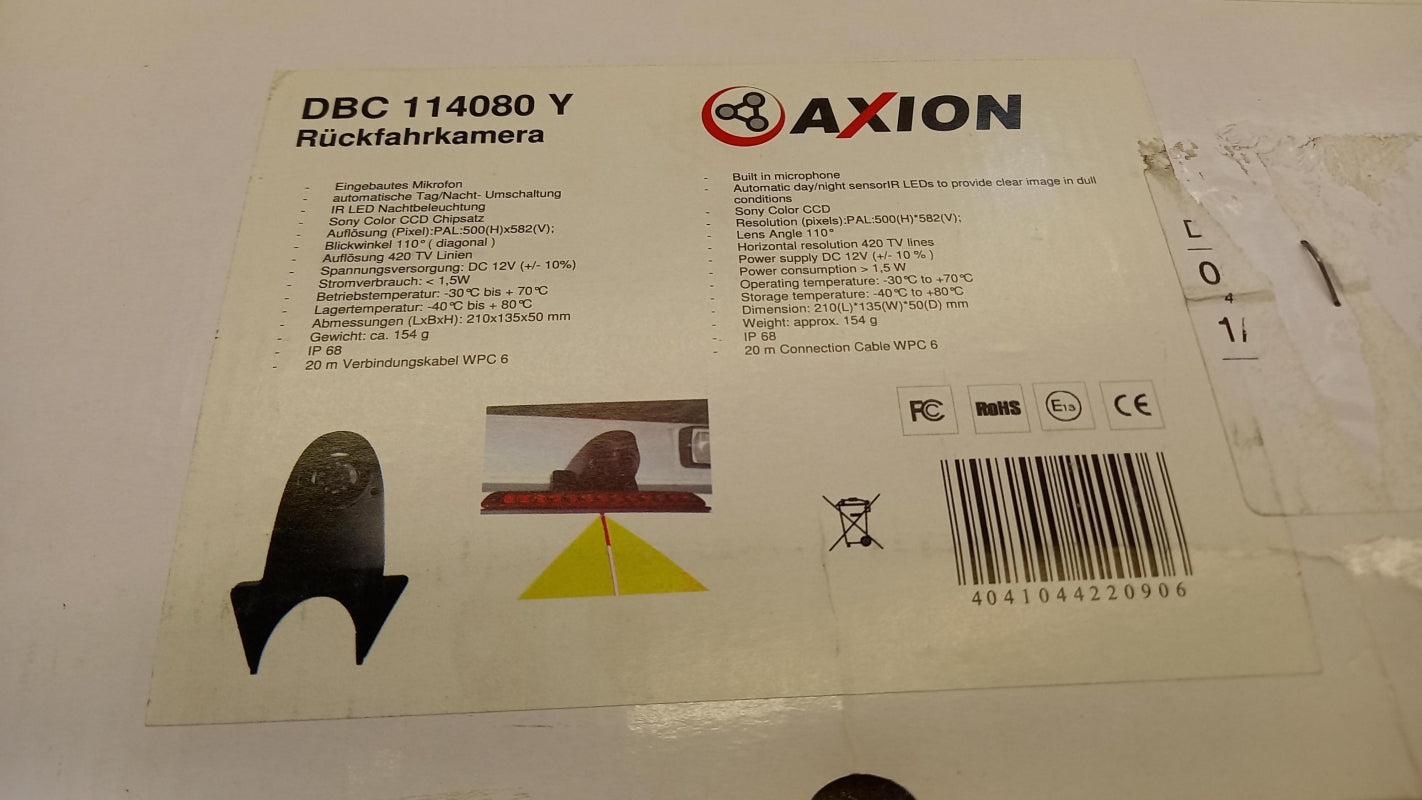 DBC 114080 Y
Rückfahrkamera
- Eingebautes Mikrofon
- automatische Tag/Nacht- Umschaltung
- IR LED Nachtbeleuchtung
- Sony Color CCD Chipsatz
- Auflösung (Pixel):PAL:500(H)x582(V);
- Blickwinkel 110° ( diagonal )
- Auflösung 420 TV Linien
- Spannungsversorgung: DC 12V (+/- 10%)
- Stromverbrauch: < 1,5W
- Betriebstemperatur: -30°C bis + 70°C
- Lagertemperatur: -40°C bis + 80°C
- Abmessungen (LxBxH): 210x135x50 mm
- Gewicht: ca. 154 g
- IP 68
- 20 m Verbindungskabel WPC 6
AXION
- Built in microphone
- Automatic day/night sensorIR LEDs to provide clear image in dull
conditions
- Sony Color CCD
- Resolution (pixels):PAL:500(H)*582(V);
- Lens Angle 110°
- Horizontal resolution 420 TV lines
- Power supply DC 12V (+/- 10 % )
- Power consumption > 1,5 W
- Operating temperature: -30°C to +70°C
- Storage temperature: -40°C to +80°C
- Dimension: 210(L)*135(W)*50(D) mm
- Weight: approx. 154 g
-. IP 68
- 20 m Connection Cable WPC 6
FC RoHS E13 CE
4041044220906
0
4
1/